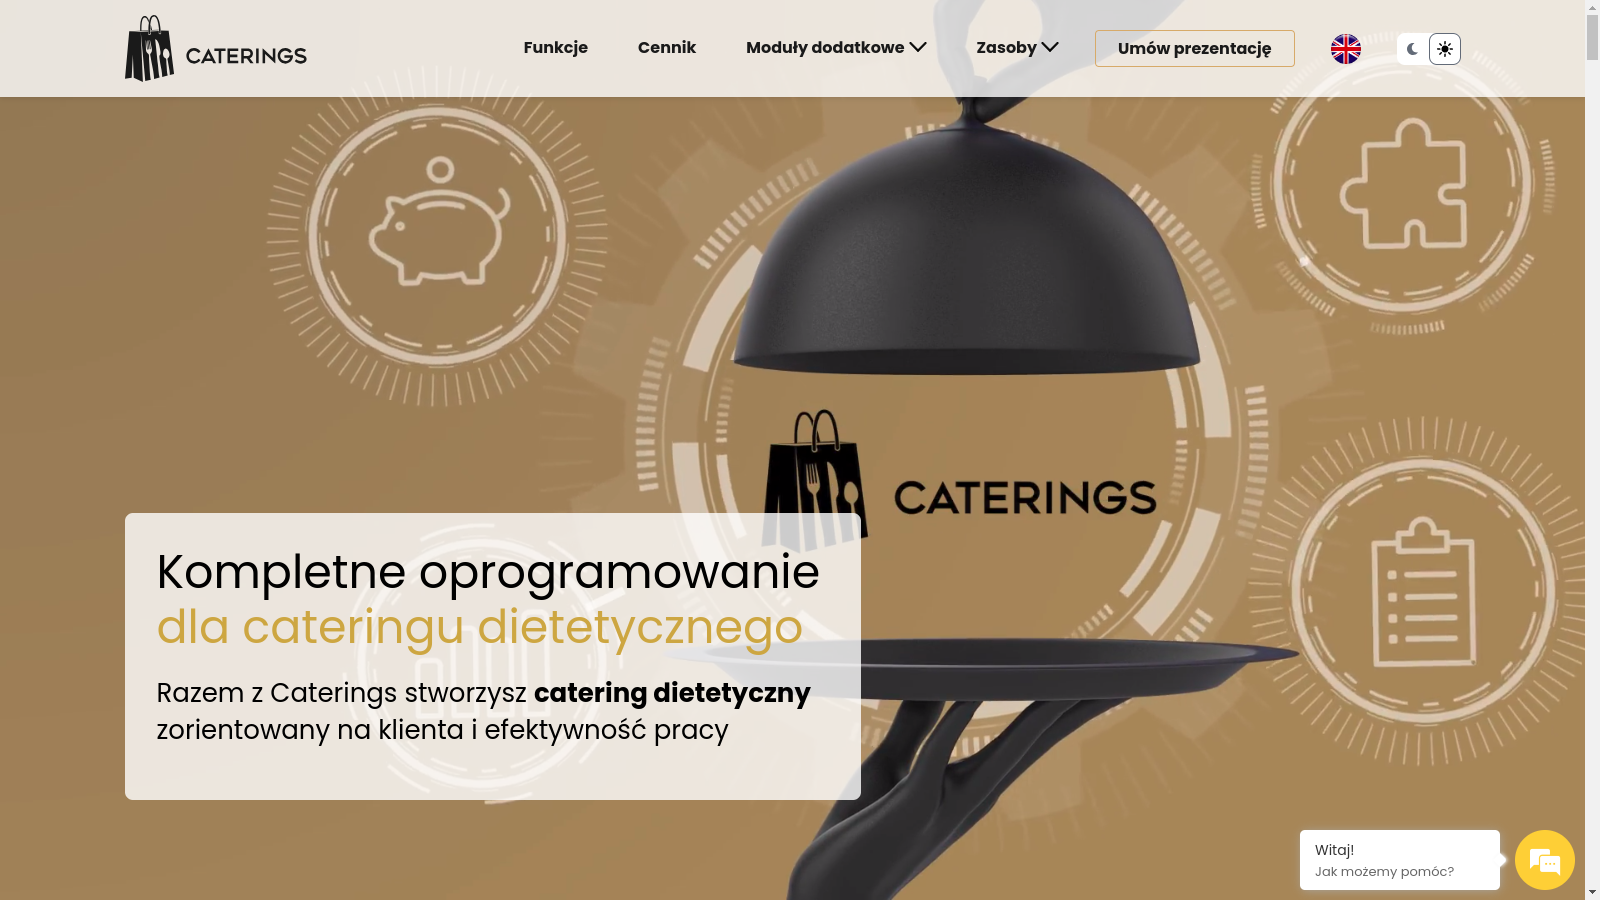 CATERINGS
Funkcje
Cennik
Moduły dodatkowe
Zasoby
Umów prezentację
CATERINGS
Kompletne oprogramowanie
dla cateringu dietetycznego
Razem z Caterings stworzysz catering dietetyczny
zorientowany na klienta i efektywność pracy
Witaj!
Jak możemy pomóc?